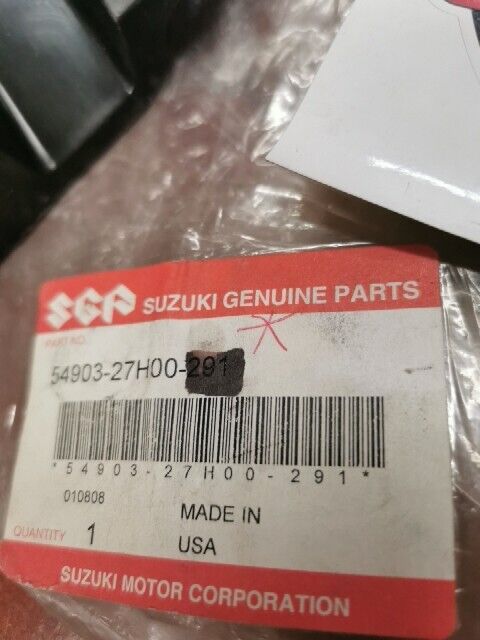 SGP SUZUKI GENUINE PARTS
PART NO.
54903-27H00-291
*54903-27H00-291*
010808
MADE IN
USA
QUANTITY 1
SUZUKI MOTOR CORPORATION